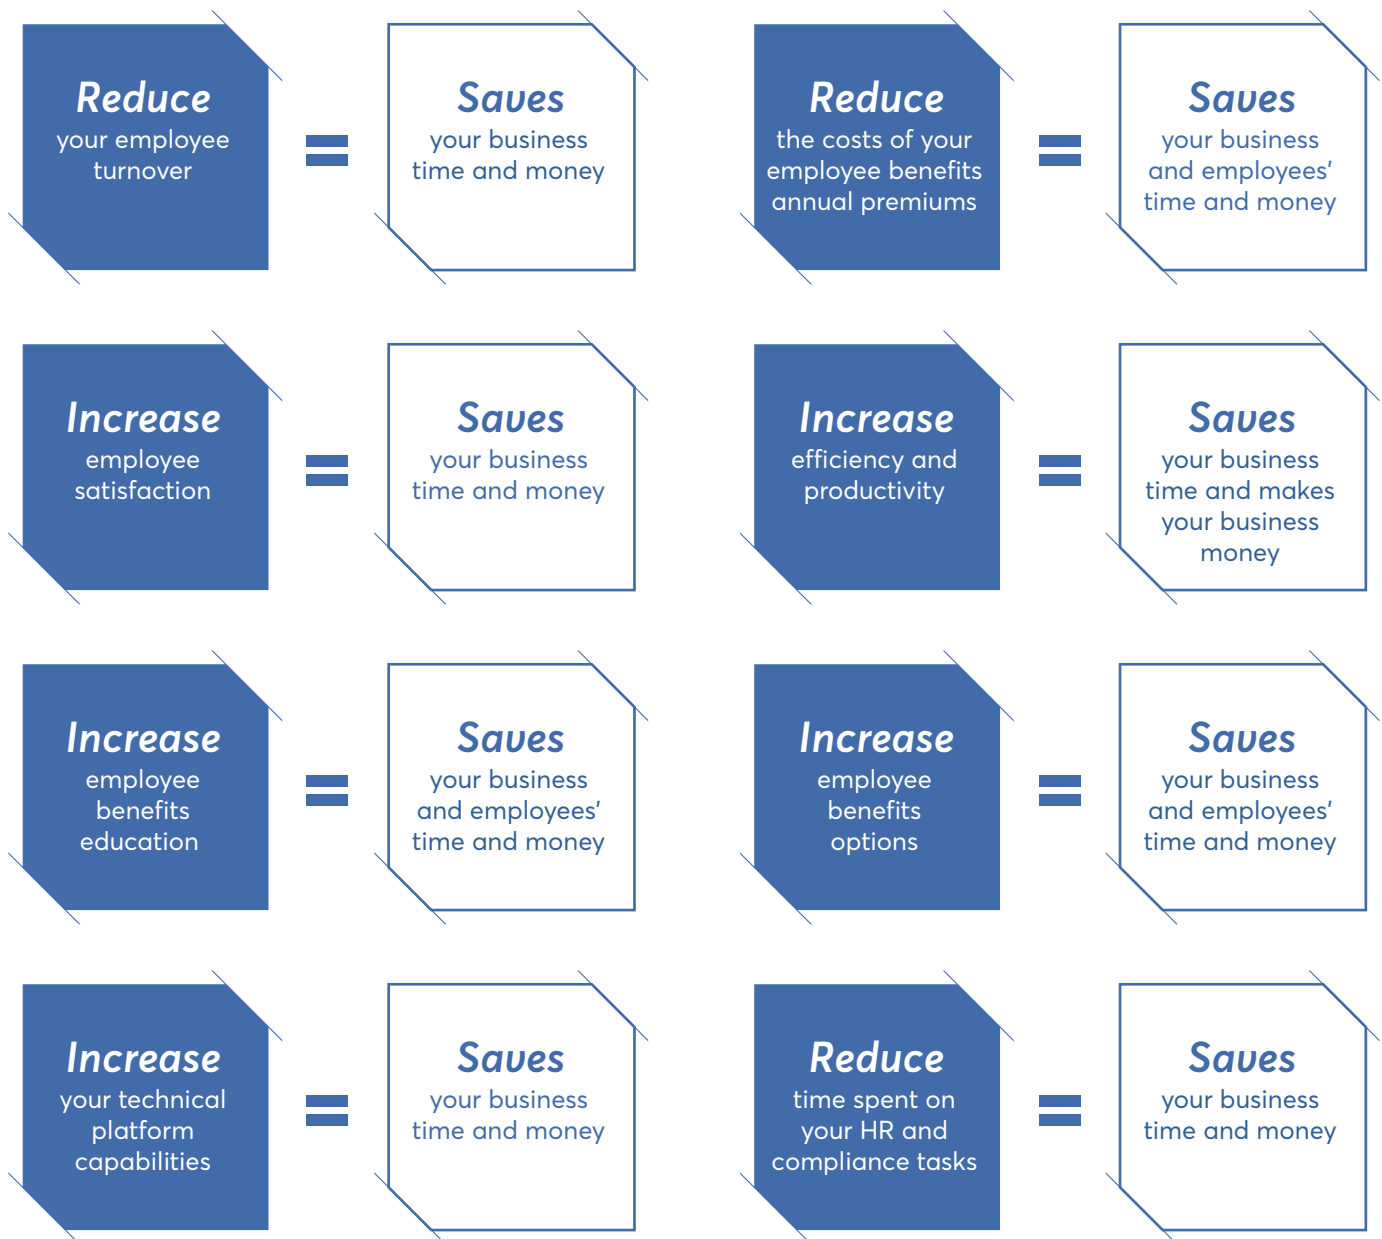 Reduce
your employee
turnover
=
Saves
your business
time and money
Reduce
the costs of your
employee benefits
annual premiums
=
Saves
your business
and employees'
time and money
Increase
employee
satisfaction
=
Saves
your business
time and money
Increase
efficiency and
productivity
=
Saves
your business
time and makes
your business
money
Increase
employee
benefits
education
=
Saves
your business
and employees'
time and money
Increase
employee
benefits
options
=
Saves
your business
and employees'
time and money
Increase
your technical
platform
capabilities
=
Saves
your business
time and money
Reduce
time spent on
your HR and
compliance tasks
=
Saves
your business
time and money